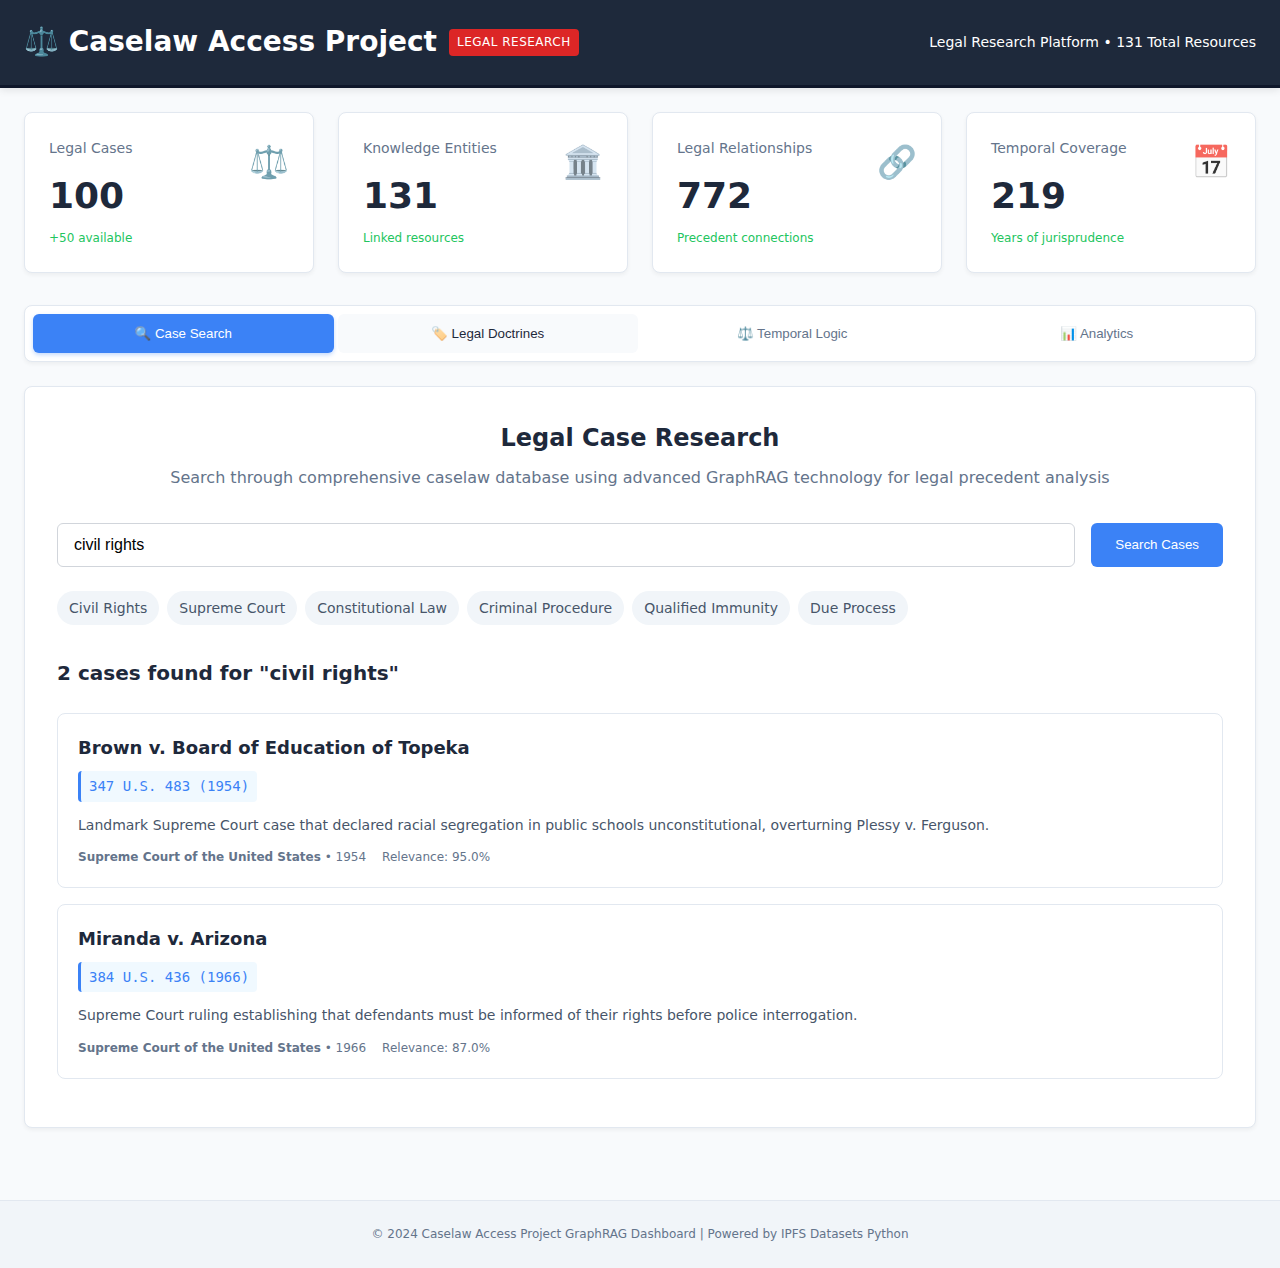 ⚖️ Caselaw Access Project LEGAL RESEARCH
Legal Research Platform • 131 Total Resources
Legal Cases
100
+50 available
Knowledge Entities
131
Linked resources
Legal Relationships
772
Precedent connections
Temporal Coverage
219
Years of jurisprudence
July
17
🔍 Case Search
🏷️ Legal Doctrines
⚖️ Temporal Logic
📊 Analytics
Legal Case Research
Search through comprehensive caselaw database using advanced GraphRAG technology for legal precedent analysis
civil rights
Search Cases
Civil Rights
Supreme Court
Constitutional Law
Criminal Procedure
Qualified Immunity
Due Process
2 cases found for "civil rights"
Brown v. Board of Education of Topeka
347 U.S. 483 (1954)
Landmark Supreme Court case that declared racial segregation in public schools unconstitutional, overturning Plessy v. Ferguson.
Supreme Court of the United States • 1954 Relevance: 95.0%
Miranda v. Arizona
384 U.S. 436 (1966)
Supreme Court ruling establishing that defendants must be informed of their rights before police interrogation.
Supreme Court of the United States • 1966 Relevance: 87.0%
© 2024 Caselaw Access Project GraphRAG Dashboard | Powered by IPFS Datasets Python